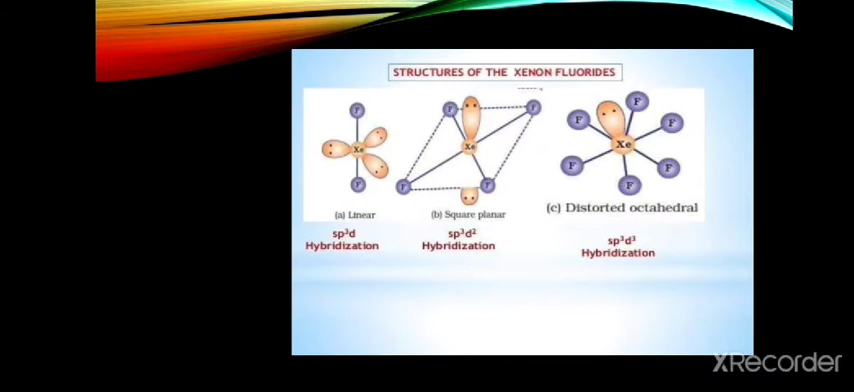 STRUCTURES OF THE XENON FLUORIDES
F
F
F
F
F
F
Xe
Xe
Xe
F
F
F
F
F
F
(a) Linear
(b) Square planar
(c) Distorted octahedral
sp³d
Hybridization
sp³d²
Hybridization
sp³d³
Hybridization
XRecorder